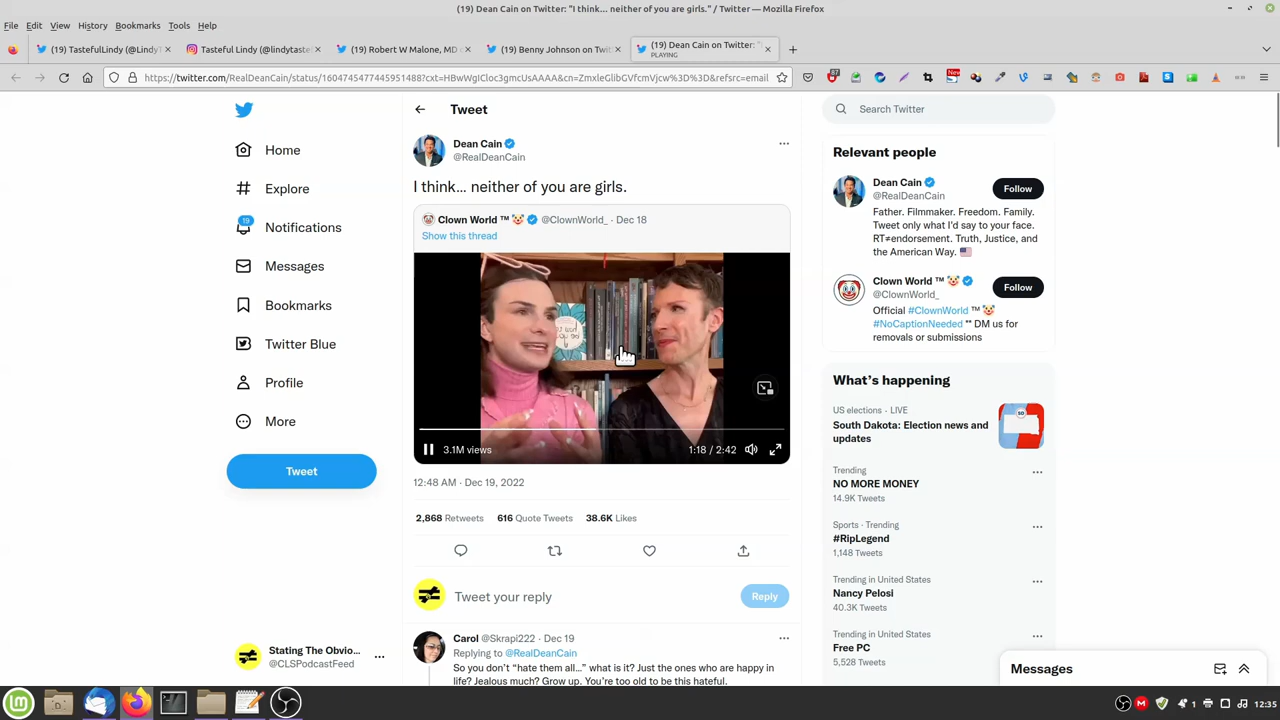 (19) Dean Cain on Twitter: "I think… neither of you are girls." / Twitter — Mozilla Firefox
File Edit View History Bookmarks Tools Help
(19) TastefulLindy (@LindyT
Tasteful Lindy (@lindytaste
(19) Robert W Malone, MD
(19) Benny Johnson on Twit
(19) Dean Cain on Twitter: "I
PLAYING
https://twitter.com/RealDeanCain/status/1604745477445951488?cxt=HBwWgICloc3gmcUsAAAA&cn=ZmxleGlibGVfcmVjcw%3D%3D&refsrc=email
87
New
Tweet
Search Twitter
Home
Explore
19
Notifications
Messages
Bookmarks
Twitter Blue
Profile
More
Tweet
Stating The Obvio...
@CLSPodcastFeed
Dean Cain
@RealDeanCain
I think… neither of you are girls.
Clown World ™ 🤡 @ClownWorld_ · Dec 18
Show this thread
3.1M views
1:18 / 2:42
12:48 AM · Dec 19, 2022
2,868 Retweets 616 Quote Tweets 38.6K Likes
Tweet your reply
Reply
Carol @Skrapi222 · Dec 19
Replying to @RealDeanCain
So you don't "hate them all…" what is it? Just the ones who are happy in
life? Jealous much? Grow up. You're too old to be this hateful.
Relevant people
Dean Cain
@RealDeanCain
Follow
Father. Filmmaker. Freedom. Family.
Tweet only what I'd say to your face.
RT≠endorsement. Truth, Justice, and
the American Way. 🇺🇸
Clown World ™ 🤡
@ClownWorld_
Follow
Official #ClownWorld ™ 🤡
#NoCaptionNeeded " DM us for
removals or submissions
What's happening
US elections · LIVE
South Dakota: Election news and
updates
Trending
NO MORE MONEY
14.9K Tweets
Sports · Trending
#RipLegend
1,148 Tweets
Trending in United States
Nancy Pelosi
40.3K Tweets
Trending in United States
Free PC
5,528 Tweets
Messages
1
12:35